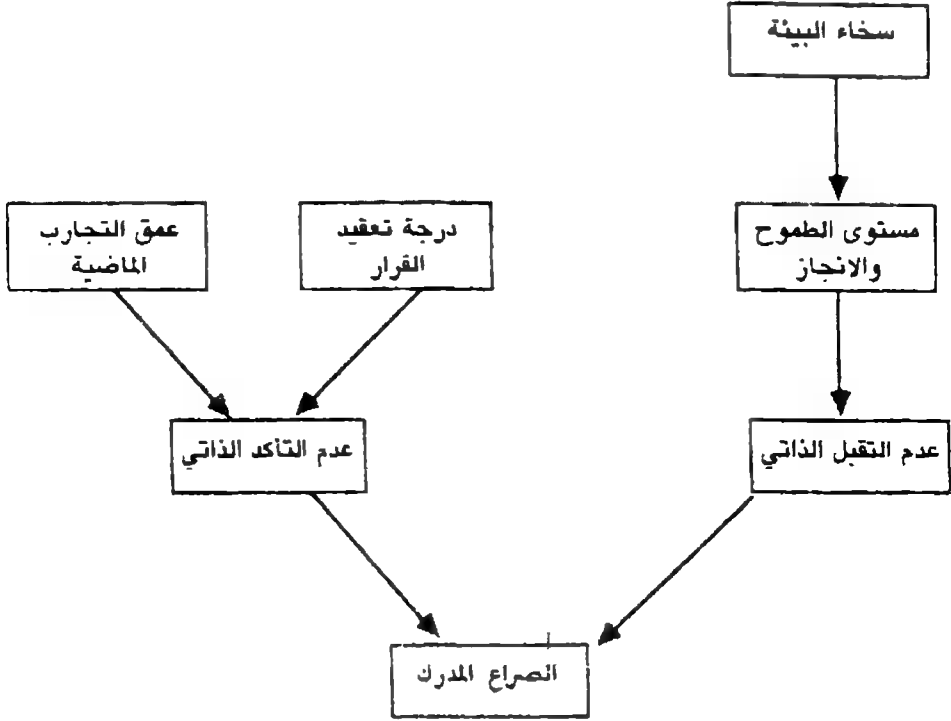 سخاء البيئة
مستوى الطموح
والانجاز
درجة تعقيد
القرار
عمق التجارب
الماضية
عدم التقبل الذاتي
عدم التأكد الذاتي
الصراع المدرك